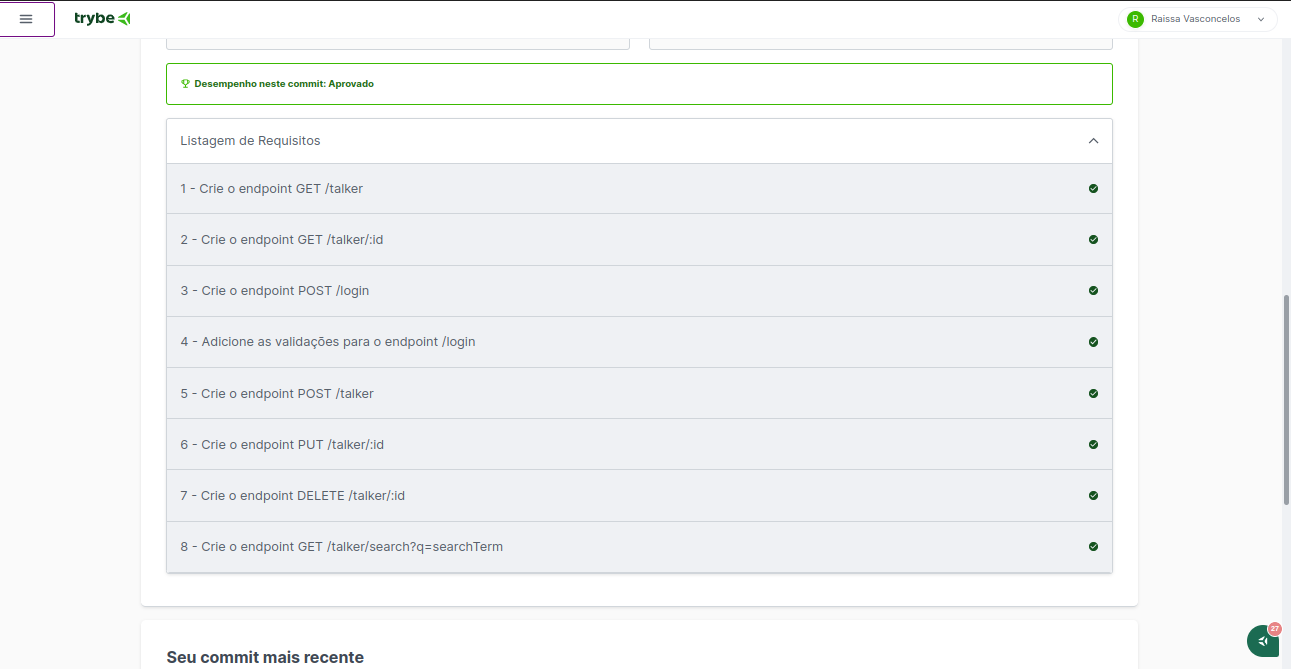 trybe
R Raissa Vasconcelos
Desempenho neste commit: Aprovado
Listagem de Requisitos
1 - Crie o endpoint GET /talker
2 - Crie o endpoint GET /talker/:id
3 - Crie o endpoint POST /login
4 - Adicione as validações para o endpoint /login
5 - Crie o endpoint POST /talker
6 - Crie o endpoint PUT /talker/:id
7 - Crie o endpoint DELETE /talker/:id
8 - Crie o endpoint GET /talker/search?q=searchTerm
27
Seu commit mais recente